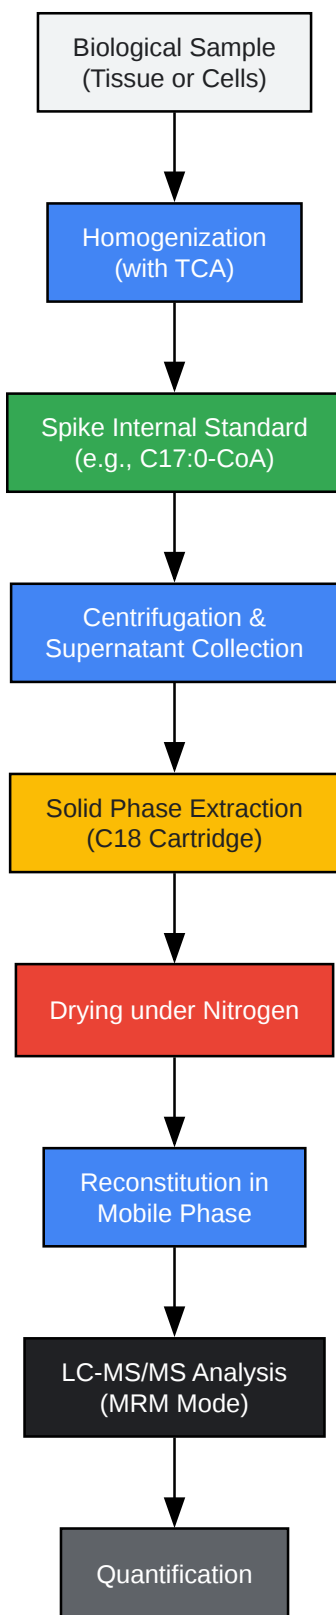 Biological Sample
(Tissue or Cells)
Homogenization
(with TCA)
Spike Internal Standard
(e.g., C17:0-CoA)
Centrifugation &
Supernatant Collection
Solid Phase Extraction
(C18 Cartridge)
Drying under Nitrogen
Reconstitution in
Mobile Phase
LC-MS/MS Analysis
(MRM Mode)
Quantification